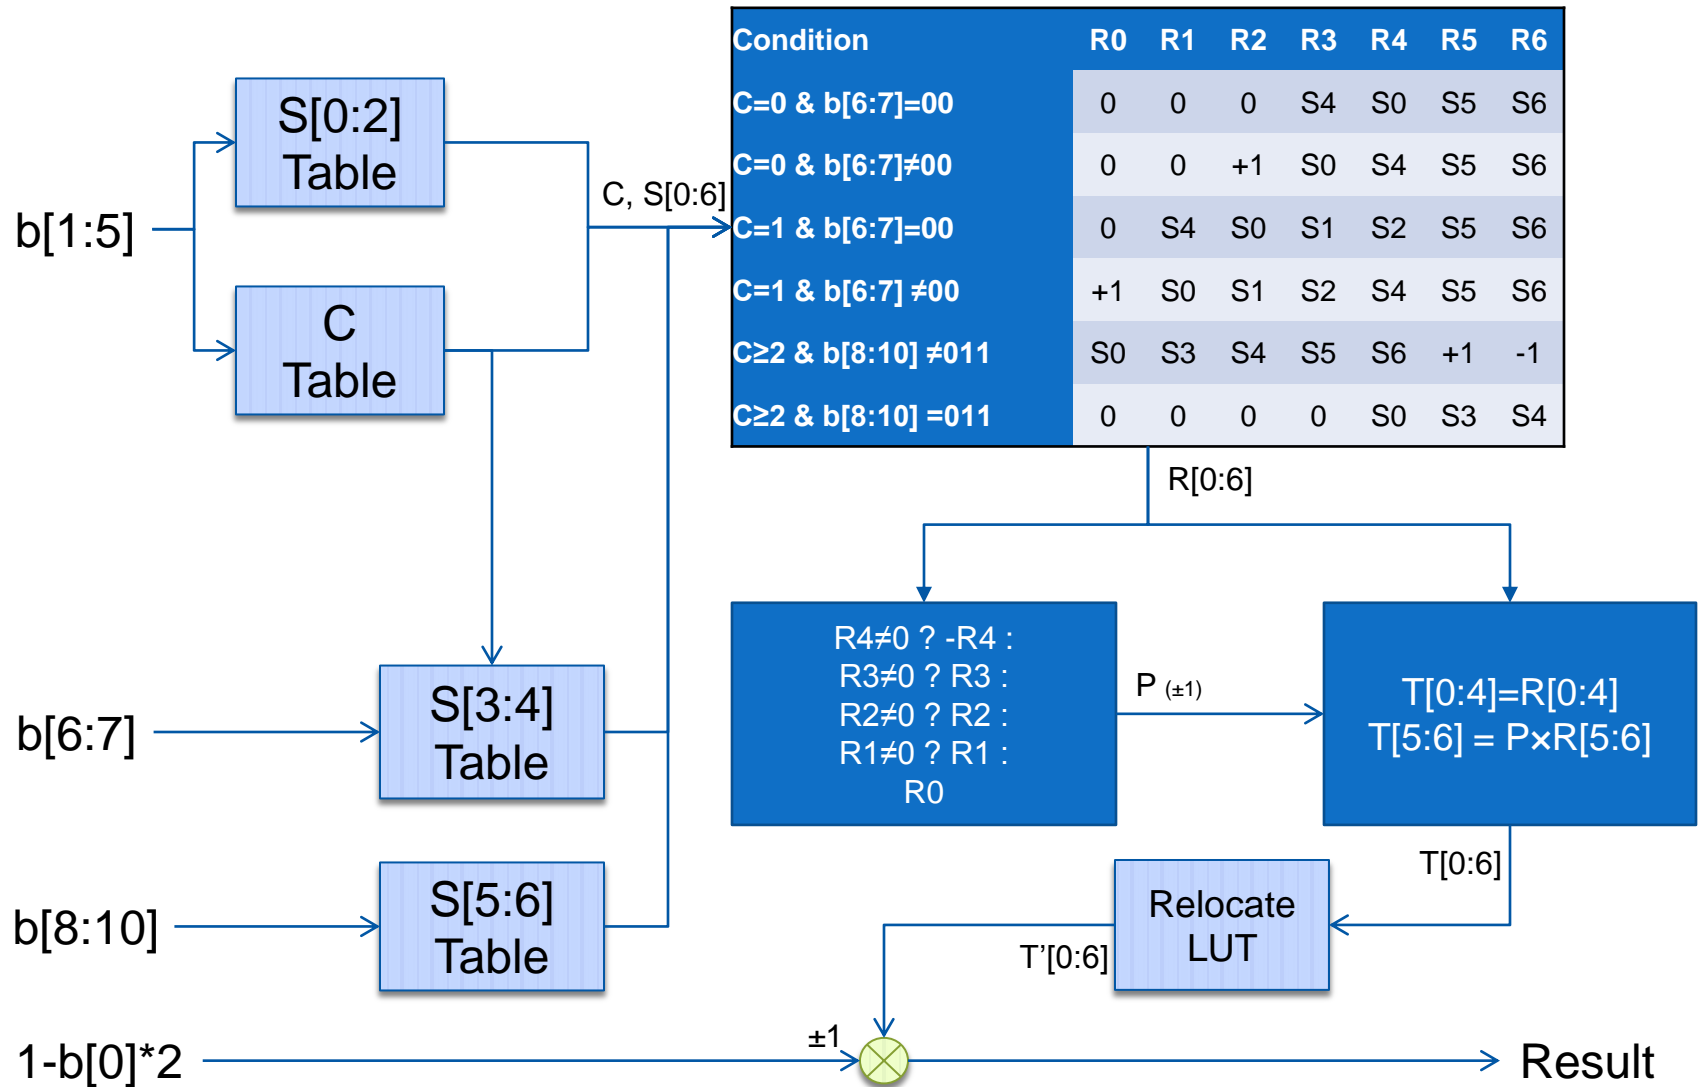 Condition R0 R1 R2 R3 R4 R5 R6
C=0 & b[6:7]=00 0 0 0 S4 S0 S5 S6
C=0 & b[6:7]≠00 0 0 +1 S0 S4 S5 S6
C=1 & b[6:7]=00 0 S4 S0 S1 S2 S5 S6
C=1 & b[6:7] ≠00 +1 S0 S1 S2 S4 S5 S6
C≥2 & b[8:10] ≠011 S0 S3 S4 S5 S6 +1 -1
C≥2 & b[8:10] =011 0 0 0 0 S0 S3 S4
b[1:5]
S[0:2]
Table
C
Table
C, S[0:6]
R[0:6]
b[6:7]
S[3:4]
Table
R4≠0 ? -R4 :
R3≠0 ? R3 :
R2≠0 ? R2 :
R1≠0 ? R1 :
R0
P (±1)
T[0:4]=R[0:4]
T[5:6] = P×R[5:6]
b[8:10]
S[5:6]
Table
T[0:6]
Relocate
LUT
T’[0:6]
1-b[0]*2
±1
Result